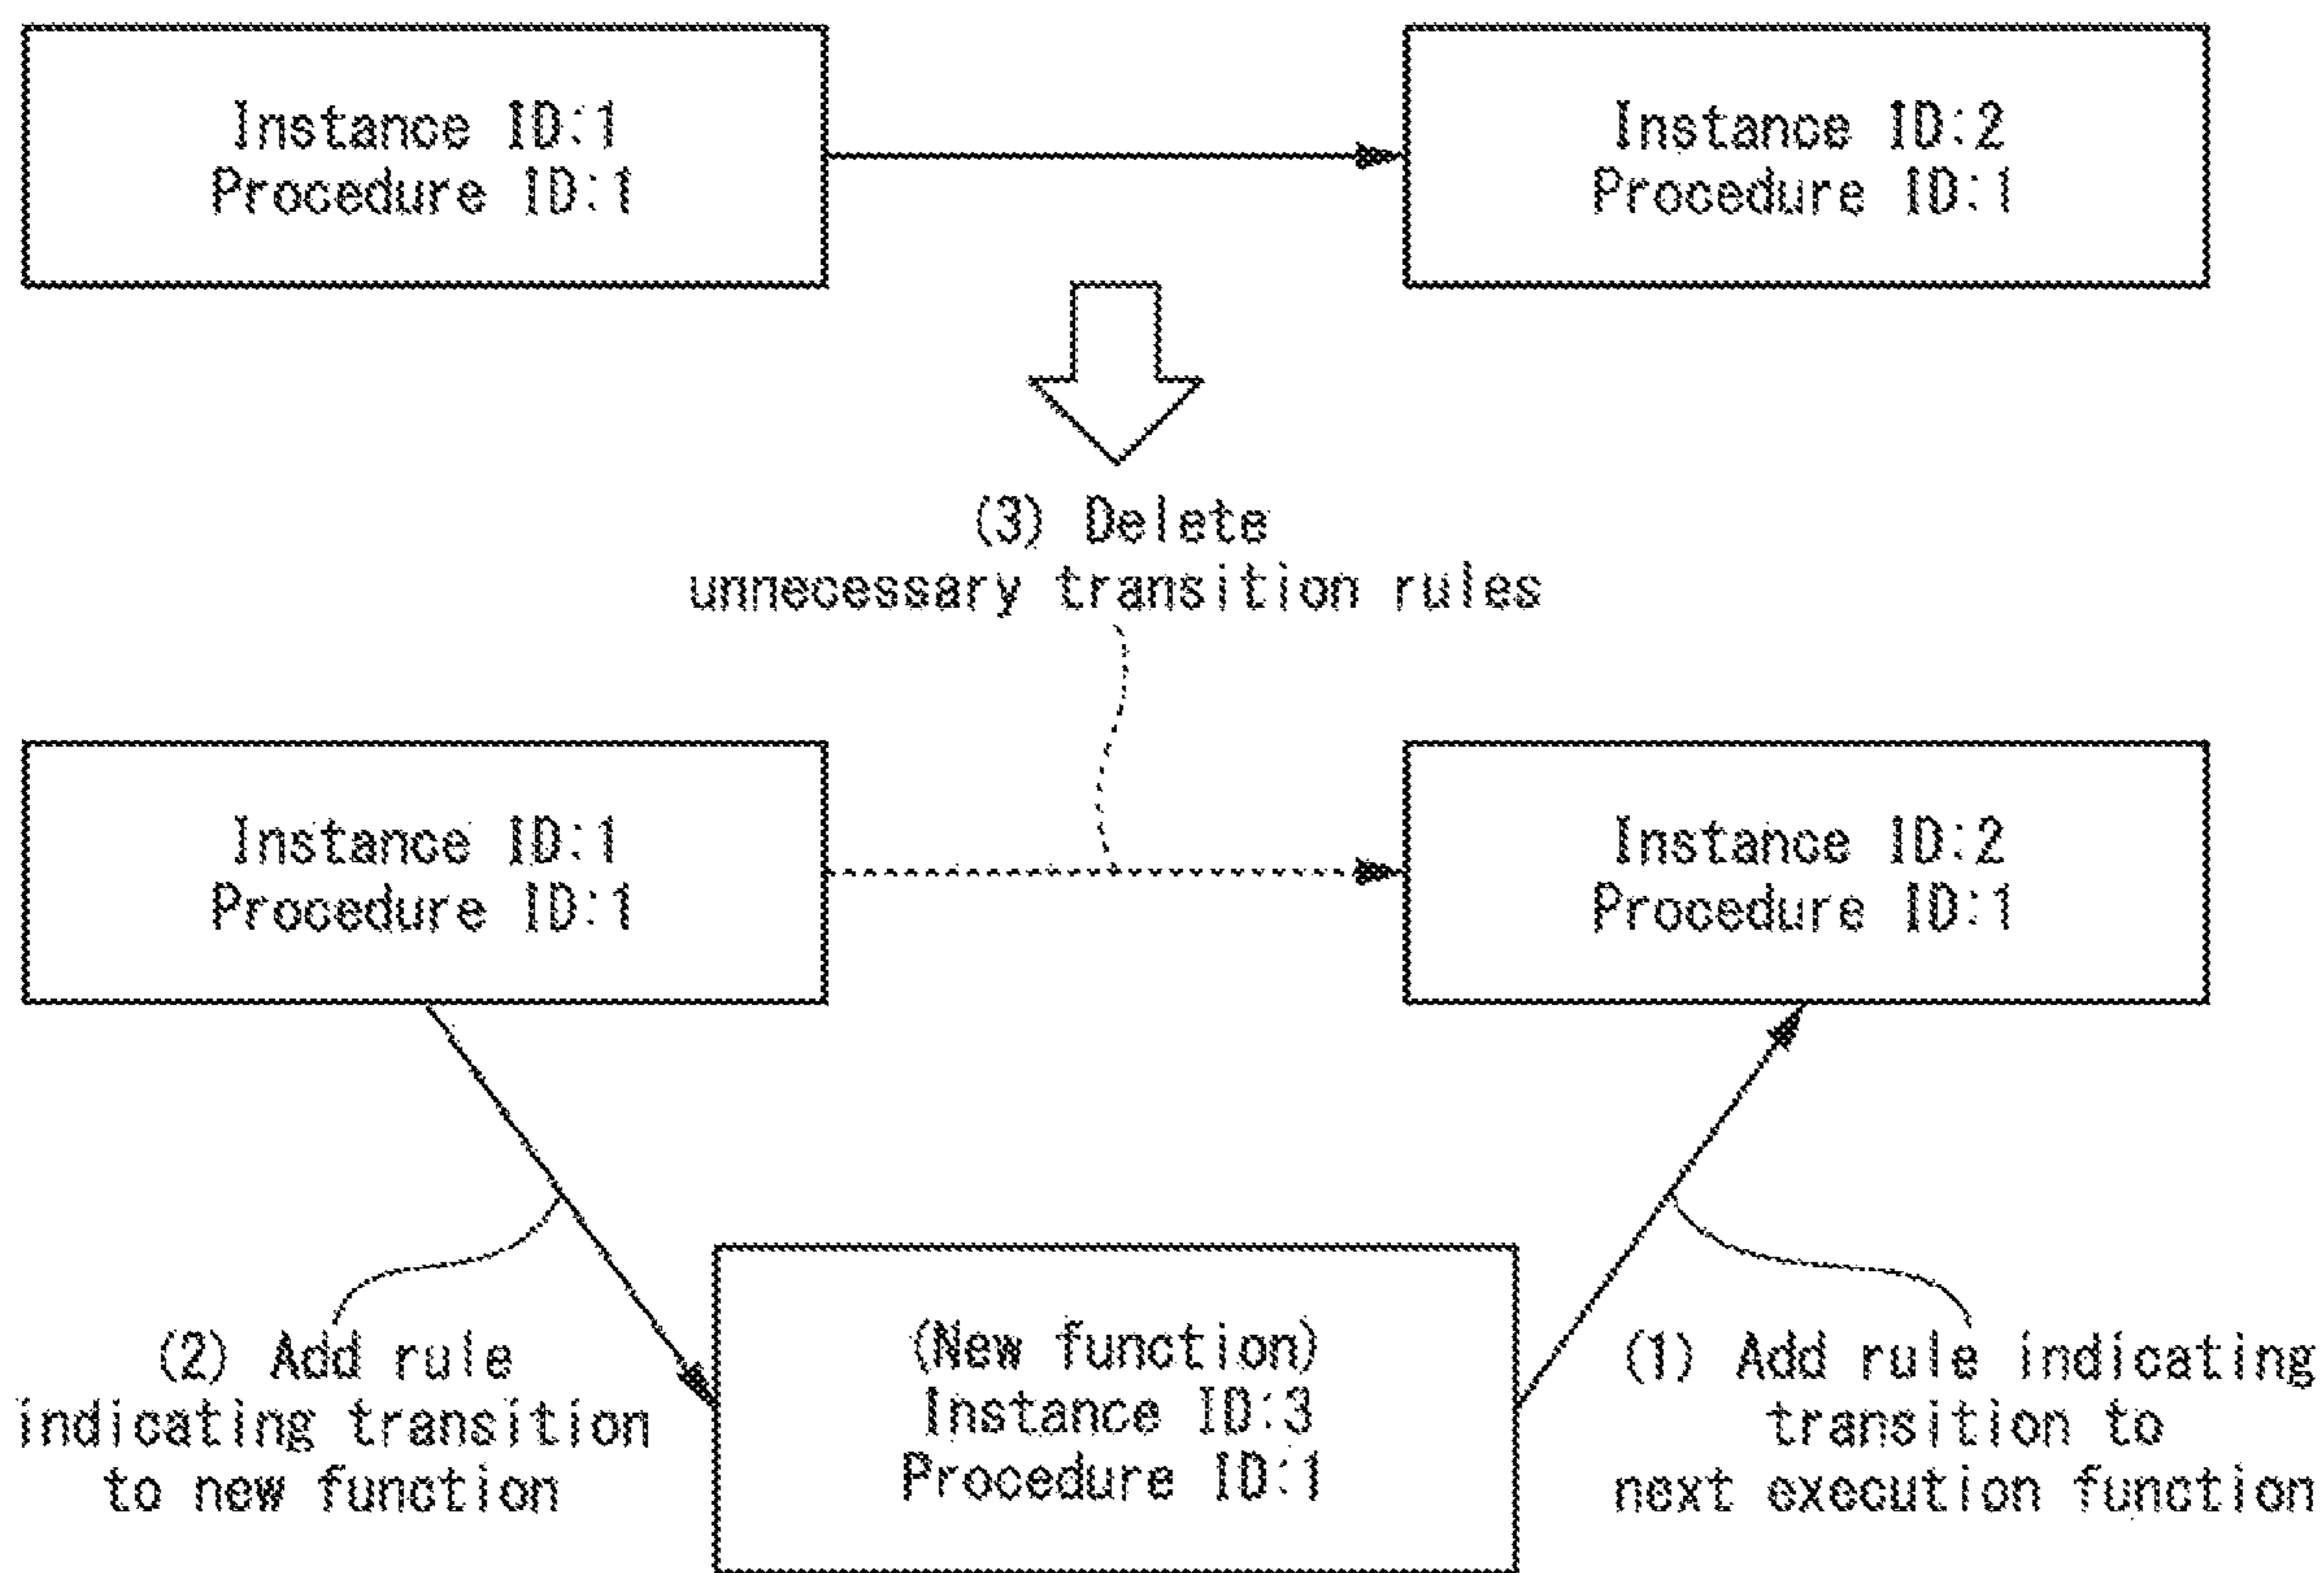 Instance ID:1
Procedure ID:1
Instance ID:2
Procedure ID:1
(3) Delete
unnecessary transition rules
Instance ID:1
Procedure ID:1
Instance ID:2
Procedure ID:1
(2) Add rule
indicating transition
to new function
(New function)
Instance ID:3
Procedure ID:1
(1) Add rule indicating
transition to
next execution function